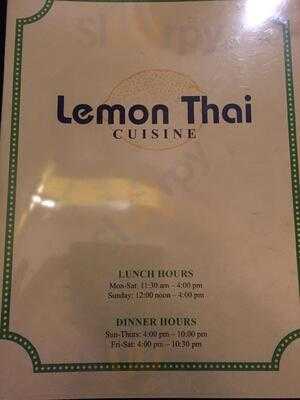 Lemon Thai
CUISINE
LUNCH HOURS
Mon-Sat: 11:30 am – 4:00 pm
Sunday: 12:00 noon – 4:00 pm
DINNER HOURS
Sun-Thurs: 4:00 pm – 10:00 pm
Fri-Sat: 4:00 pm – 10:30 pm